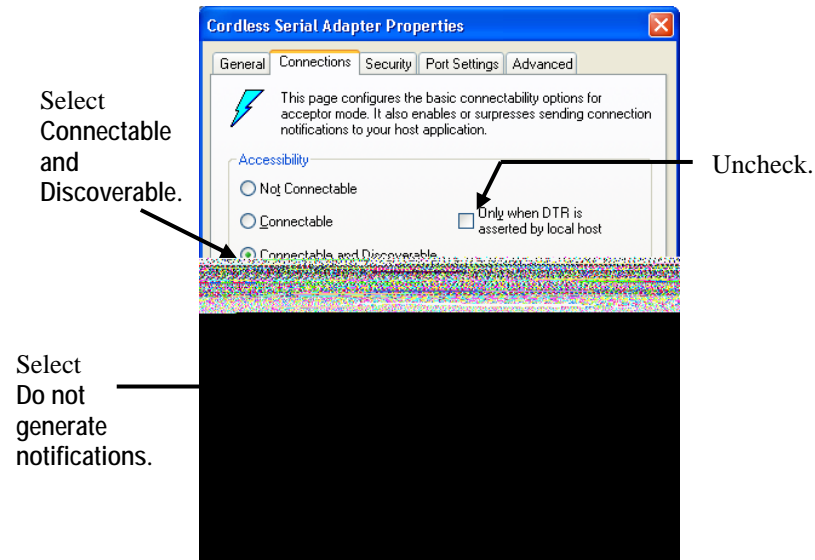 Cordless Serial Adapter Properties
General Connections Security Port Settings Advanced
This page configures the basic connectability options for
acceptor mode. It also enables or surpresses sending connection
notifications to your host application.
Accessibility
Not Connectable
Connectable
Only when DTR is
asserted by local host
Connectable and Discoverable
Select
Connectable
and
Discoverable.
Uncheck.
Select
Do not
generate
notifications.